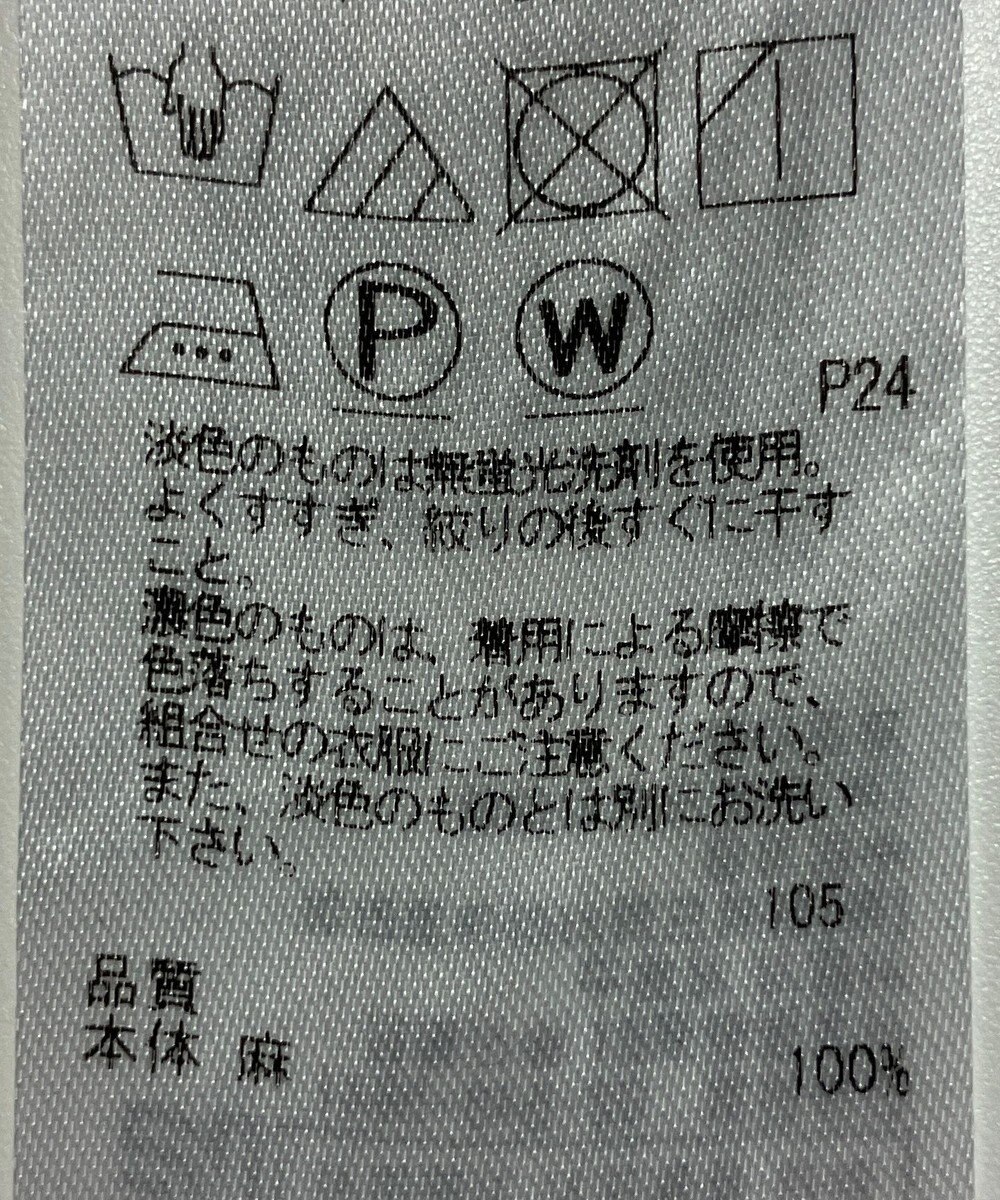 P
W
P24
淡色のものは無蛍光洗剤を使用。
よくすすぎ、絞りの後すぐに干す
こと。
濃色のものは、着用による摩擦で
色落ちすることがありますので、
組合せの衣服にご注意ください。
また、淡色のものとは別にお洗い
下さい。
105
品質
本体 麻 100%